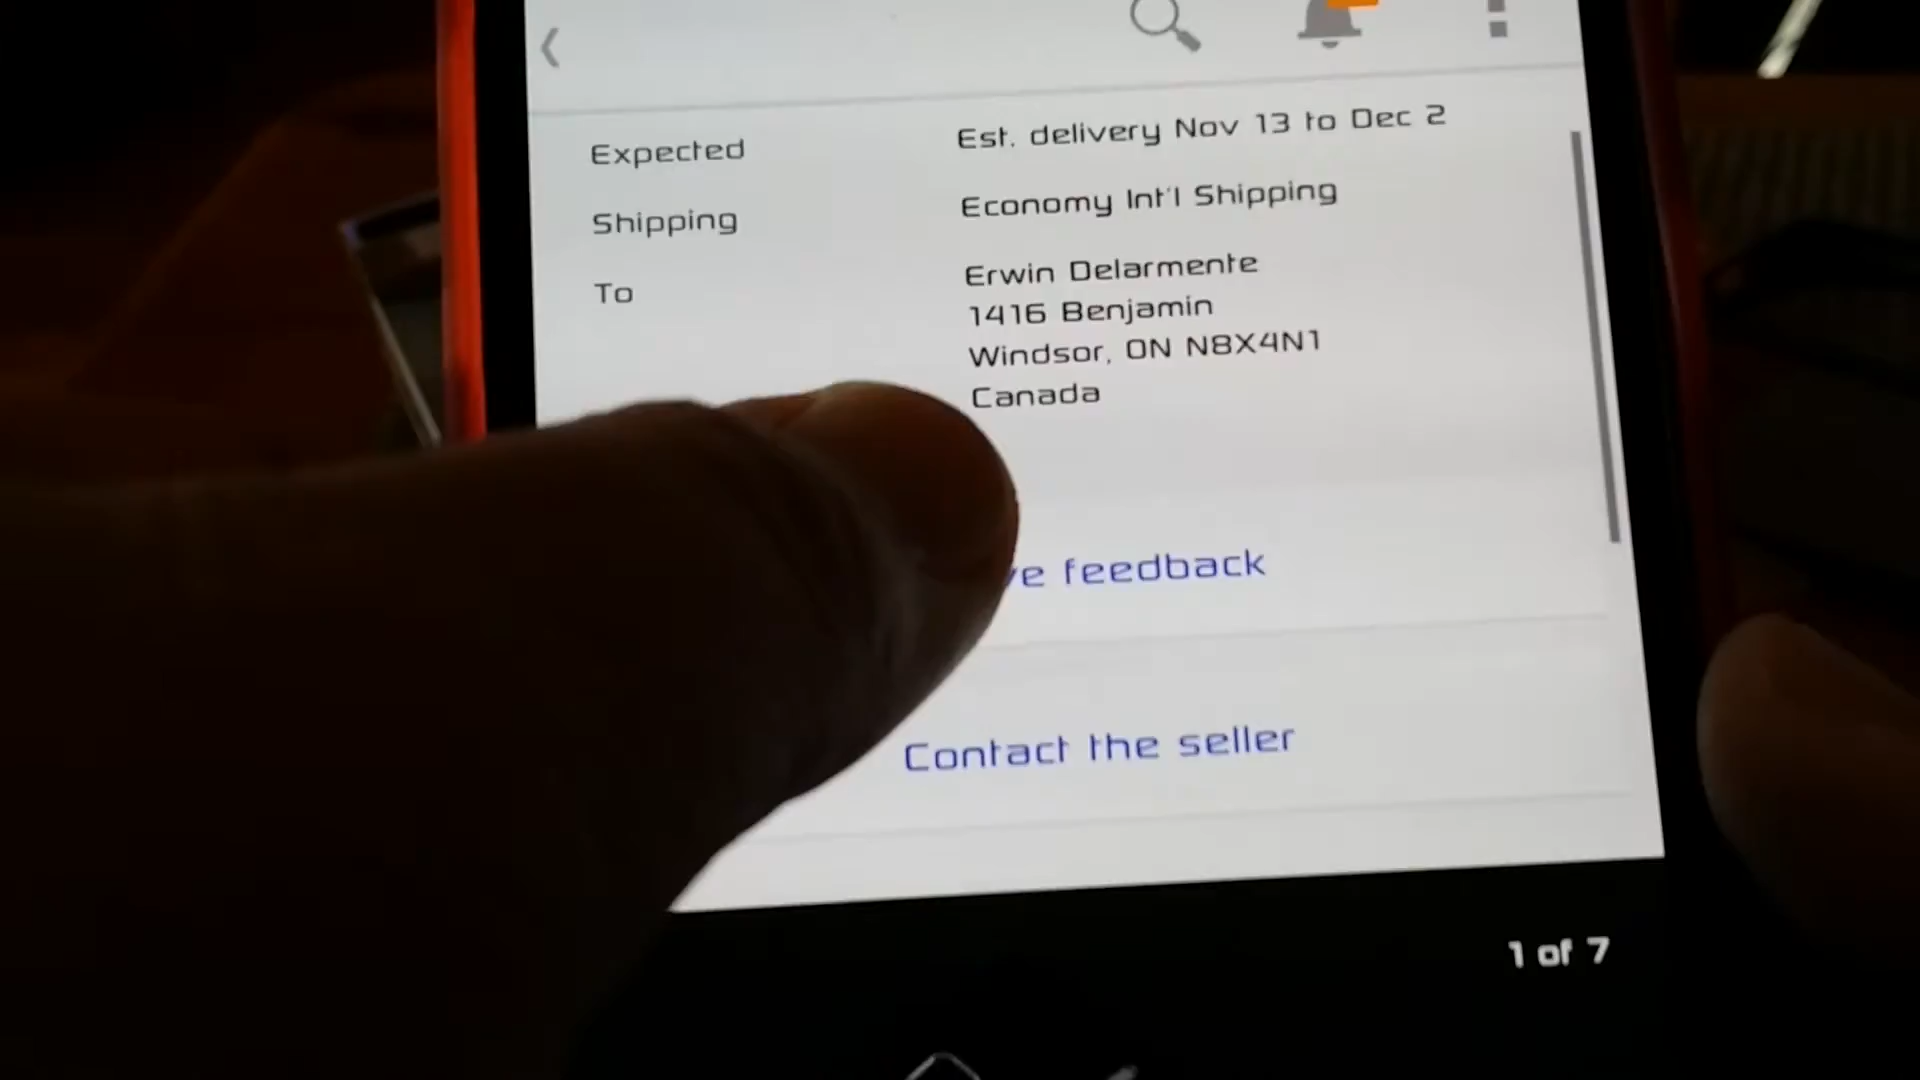 Expected Est. delivery Nov 13 to Dec 2
Shipping Economy Int'l Shipping
To Erwin Delarmente
1416 Benjamin
Windsor, ON N8X4N1
Canada
feedback
Contact the seller
1 of 7